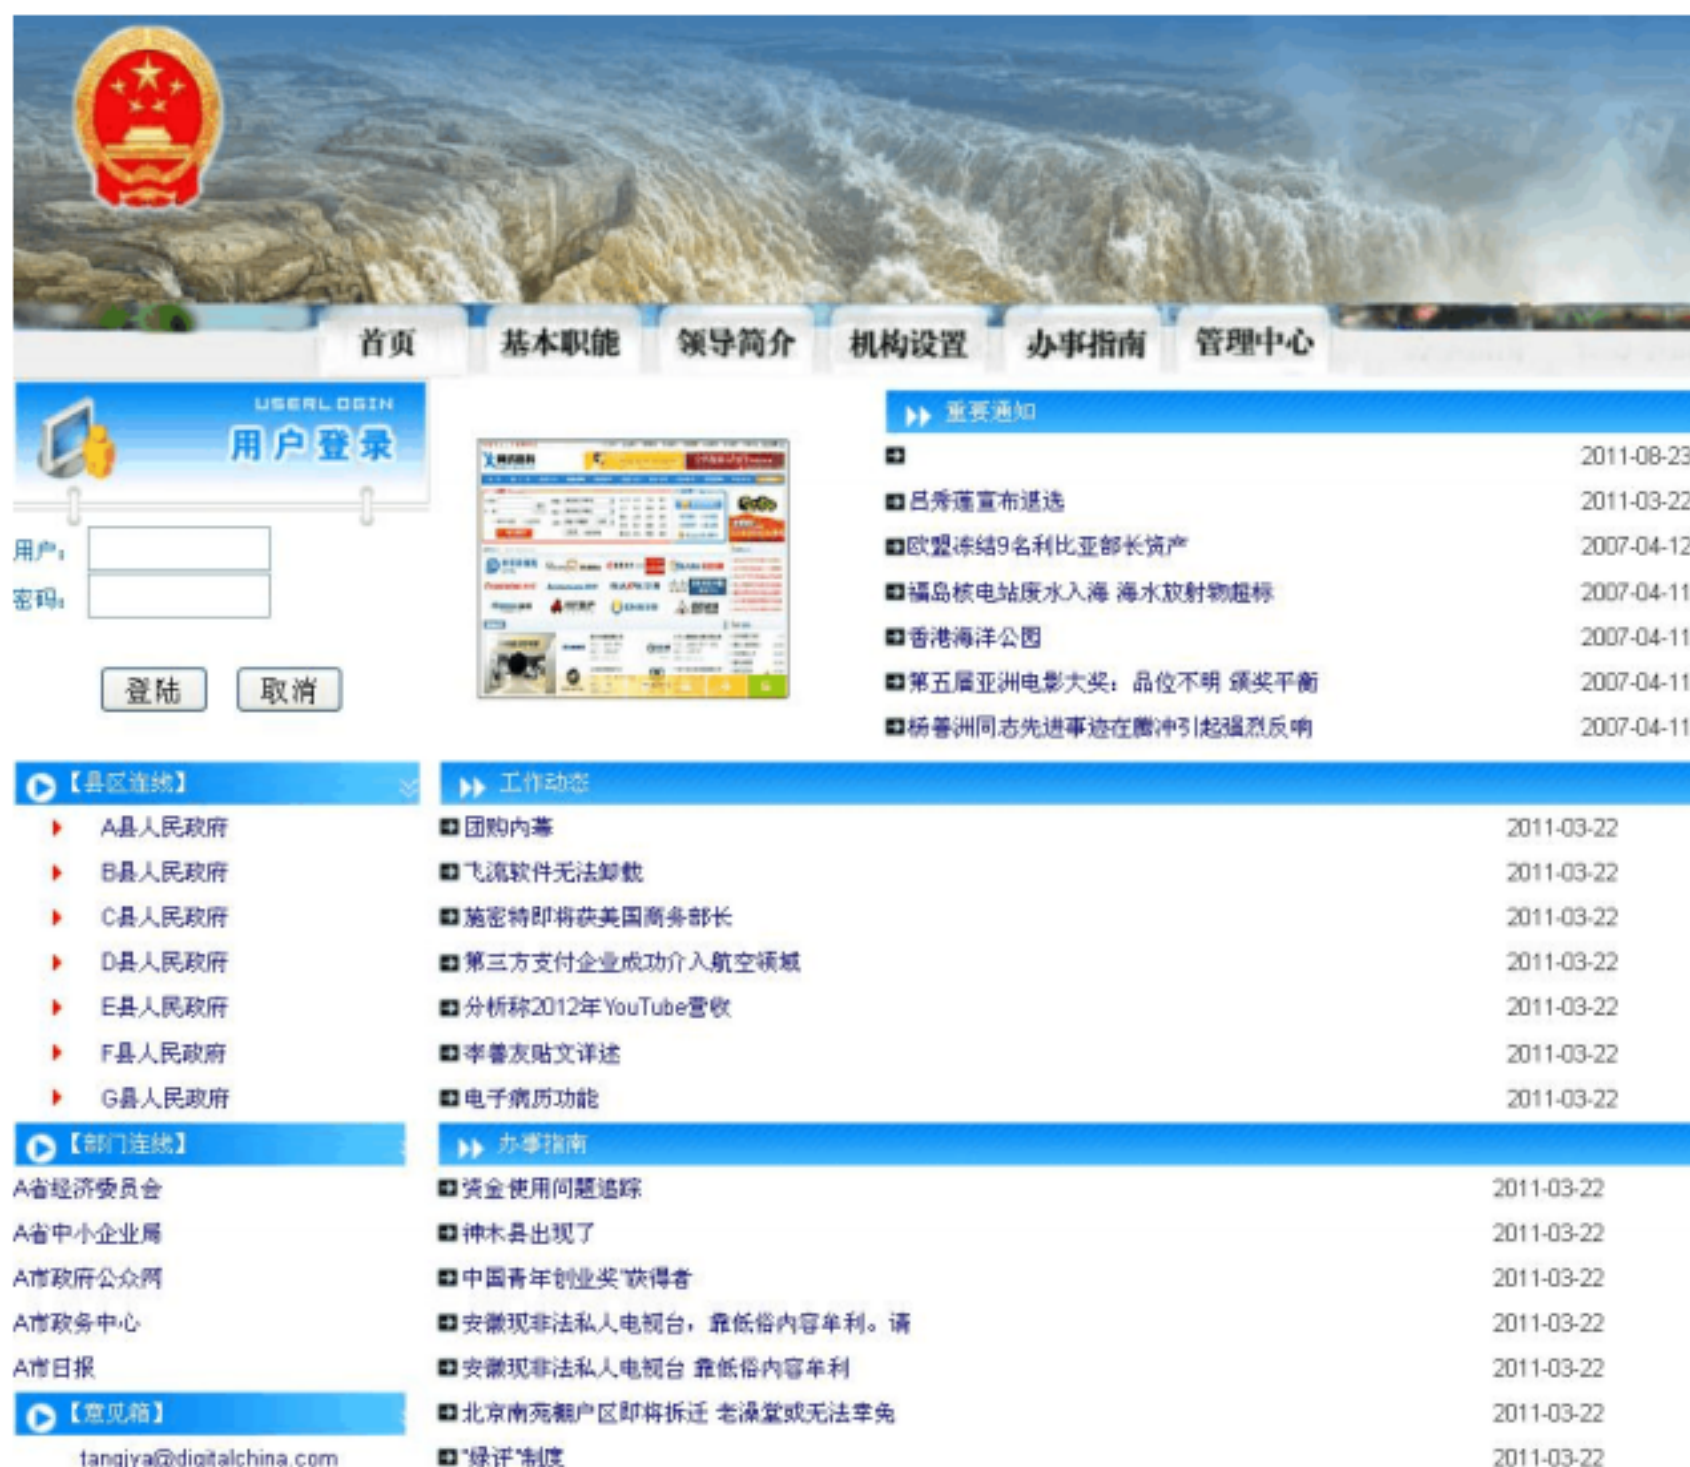 首页 基本职能 领导简介 机构设置 办事指南 管理中心
USERLOGIN
用户登录
用户：
密码：
登陆 取消
重要通知
2011-08-23
吕秀莲宣布退选 2011-03-22
欧盟冻结9名利比亚部长资产 2007-04-12
福岛核电站废水入海 海水放射物超标 2007-04-11
香港海洋公园 2007-04-11
第五届亚洲电影大奖：品位不明 颁奖平衡 2007-04-11
杨善洲同志先进事迹在腾冲引起强烈反响 2007-04-11
【县区连线】
A县人民政府
B县人民政府
C县人民政府
D县人民政府
E县人民政府
F县人民政府
G县人民政府
工作动态
团购内幕 2011-03-22
飞流软件无法卸载 2011-03-22
施密特即将获美国商务部长 2011-03-22
第三方支付企业成功介入航空领域 2011-03-22
分析称2012年YouTube营收 2011-03-22
李善友贴文详述 2011-03-22
电子病历功能 2011-03-22
【部门连线】
A省经济委员会
A省中小企业局
A市政府公众网
A市政务中心
A市日报
办事指南
资金使用问题追踪 2011-03-22
神木县出现了 2011-03-22
中国青年创业奖"获得者 2011-03-22
安徽现非法私人电视台，靠低俗内容牟利。请 2011-03-22
安徽现非法私人电视台 靠低俗内容牟利 2011-03-22
北京南苑棚户区即将拆迁 老澡堂或无法幸免 2011-03-22
"绿评"制度 2011-03-22
【意见箱】
tangjya@digitalchina.com